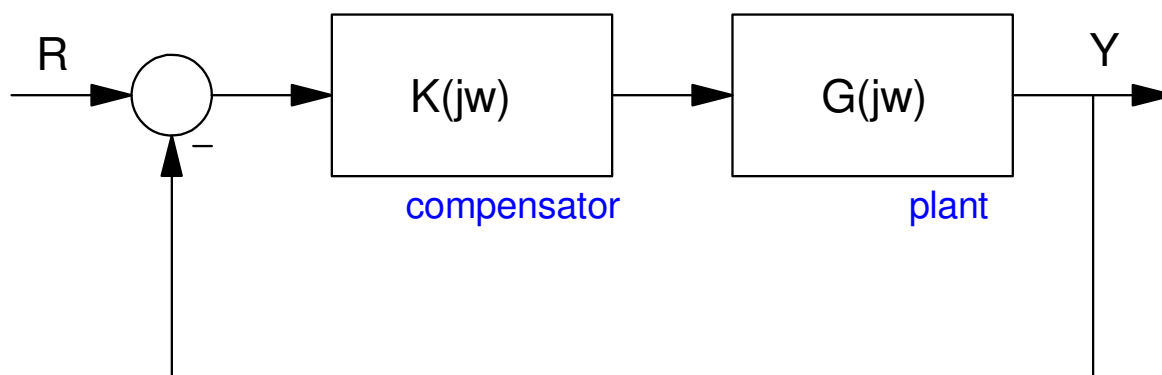 R
Y
K(jw)
G(jw)
–
compensator
plant